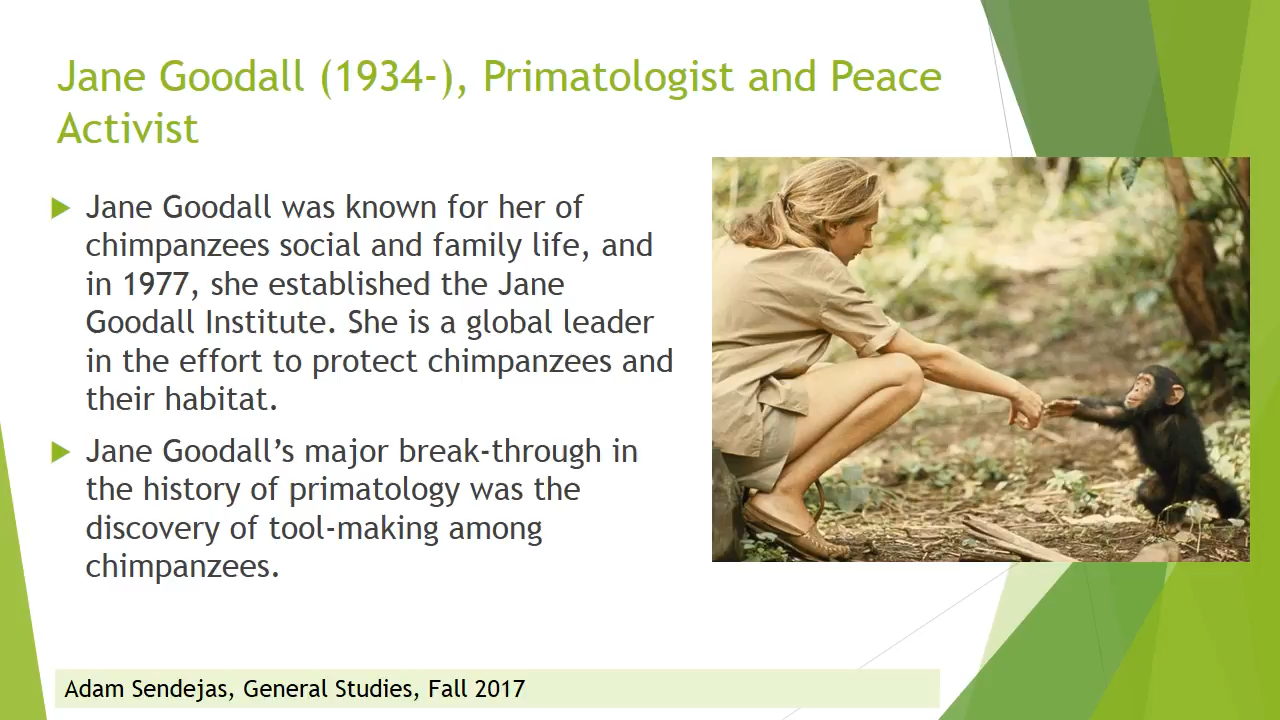 Jane Goodall (1934-), Primatologist and Peace
Activist
Jane Goodall was known for her of
chimpanzees social and family life, and
in 1977, she established the Jane
Goodall Institute. She is a global leader
in the effort to protect chimpanzees and
their habitat.
Jane Goodall’s major break-through in
the history of primatology was the
discovery of tool-making among
chimpanzees.
Adam Sendejas, General Studies, Fall 2017